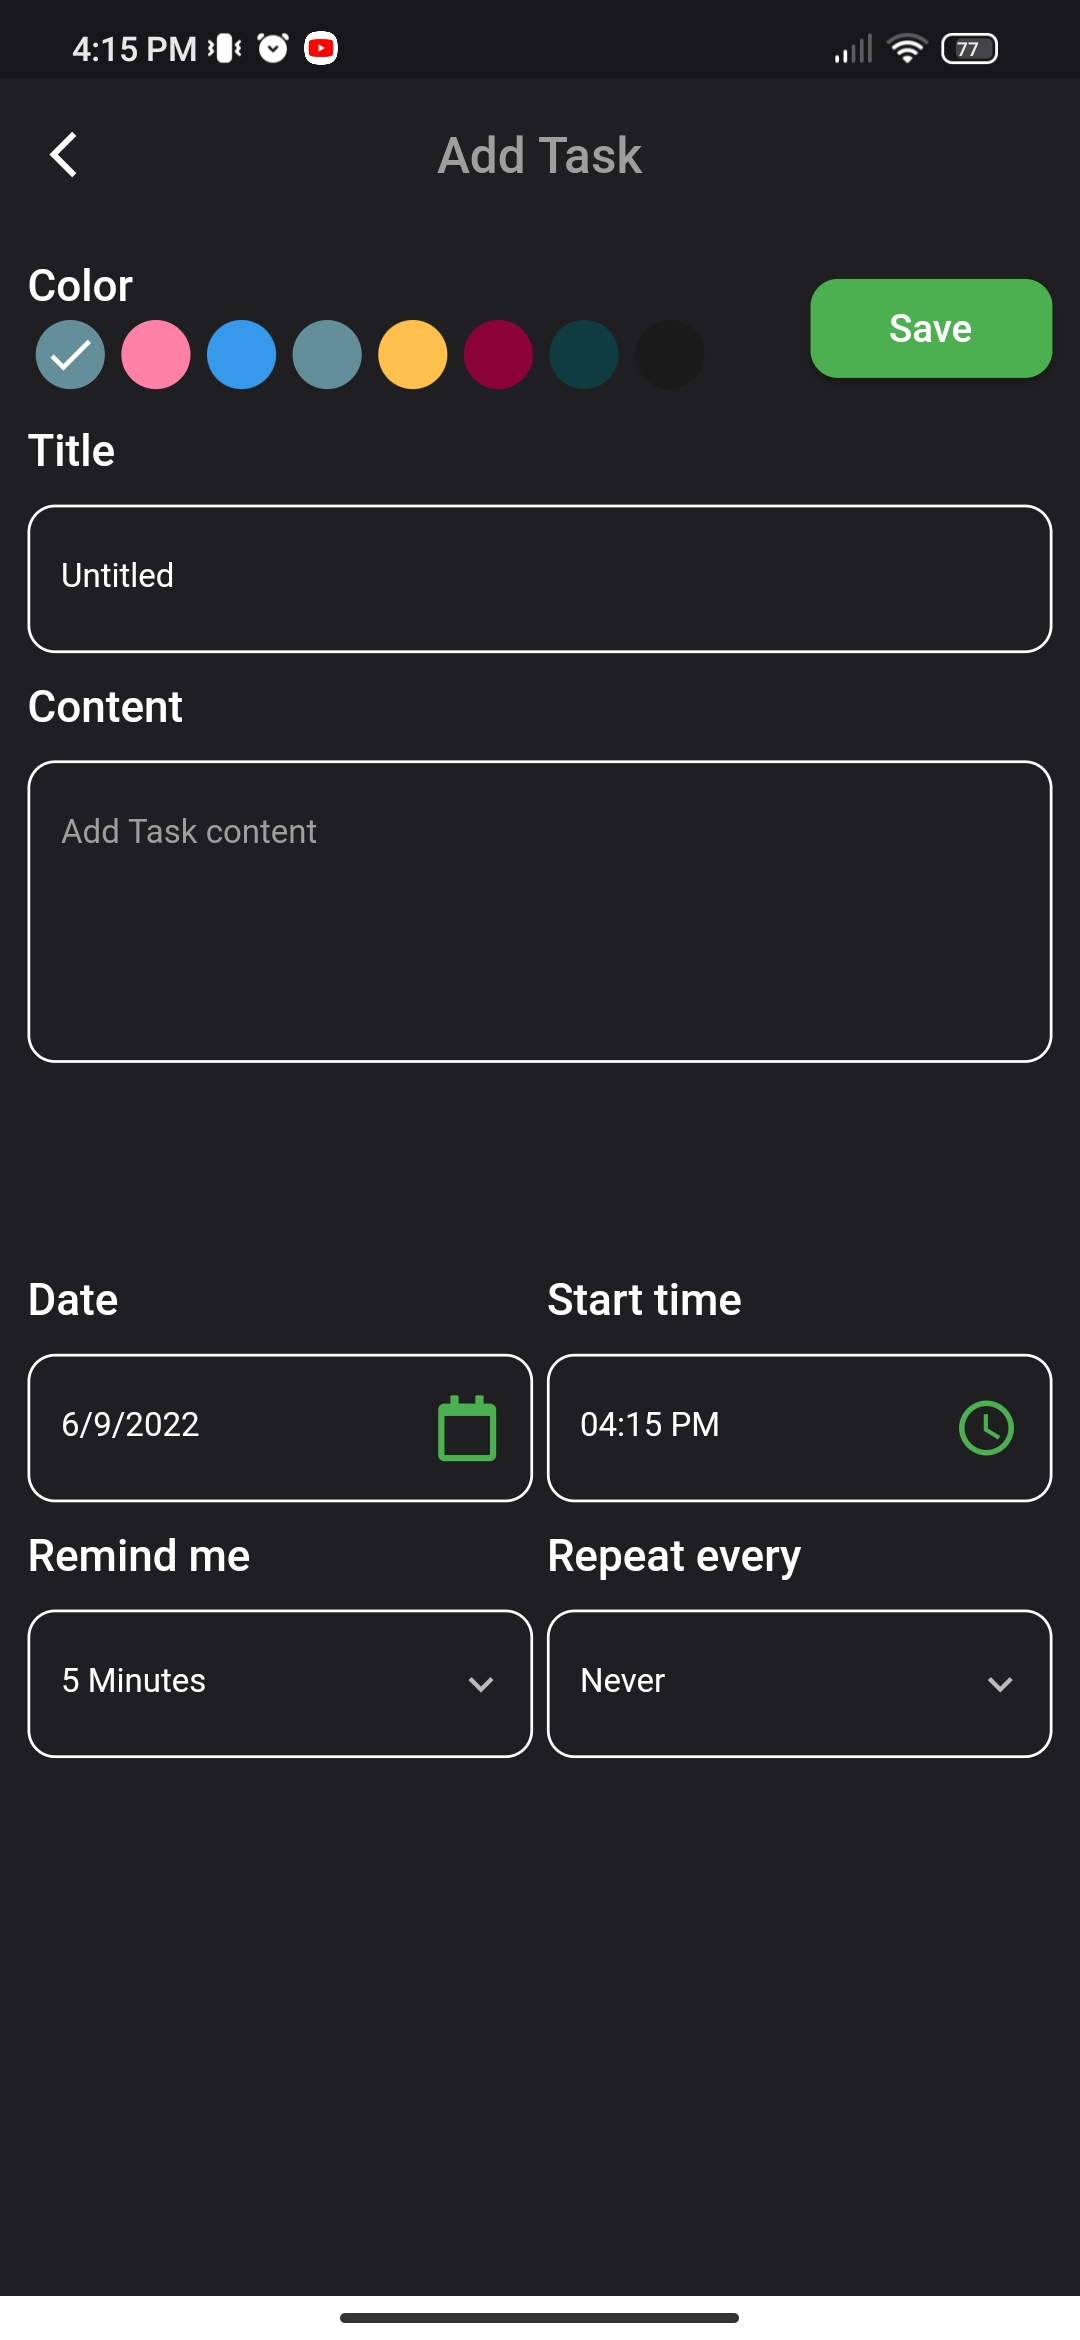 4:15 PM
77
Add Task
Color
Save
Title
Untitled
Content
Add Task content
Date Start time
6/9/2022 04:15 PM
Remind me Repeat every
5 Minutes Never